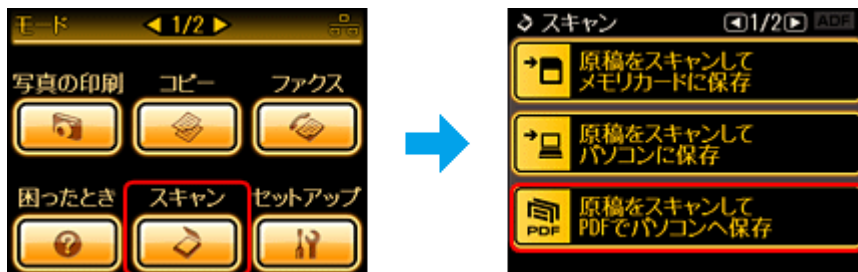 モード
1/2
写真の印刷
コピー
ファクス
困ったとき
スキャン
セットアップ
スキャン
1/2
ADF
原稿をスキャンして
メモリカードに保存
原稿をスキャンして
パソコンに保存
PDF
原稿をスキャンして
PDFでパソコンへ保存